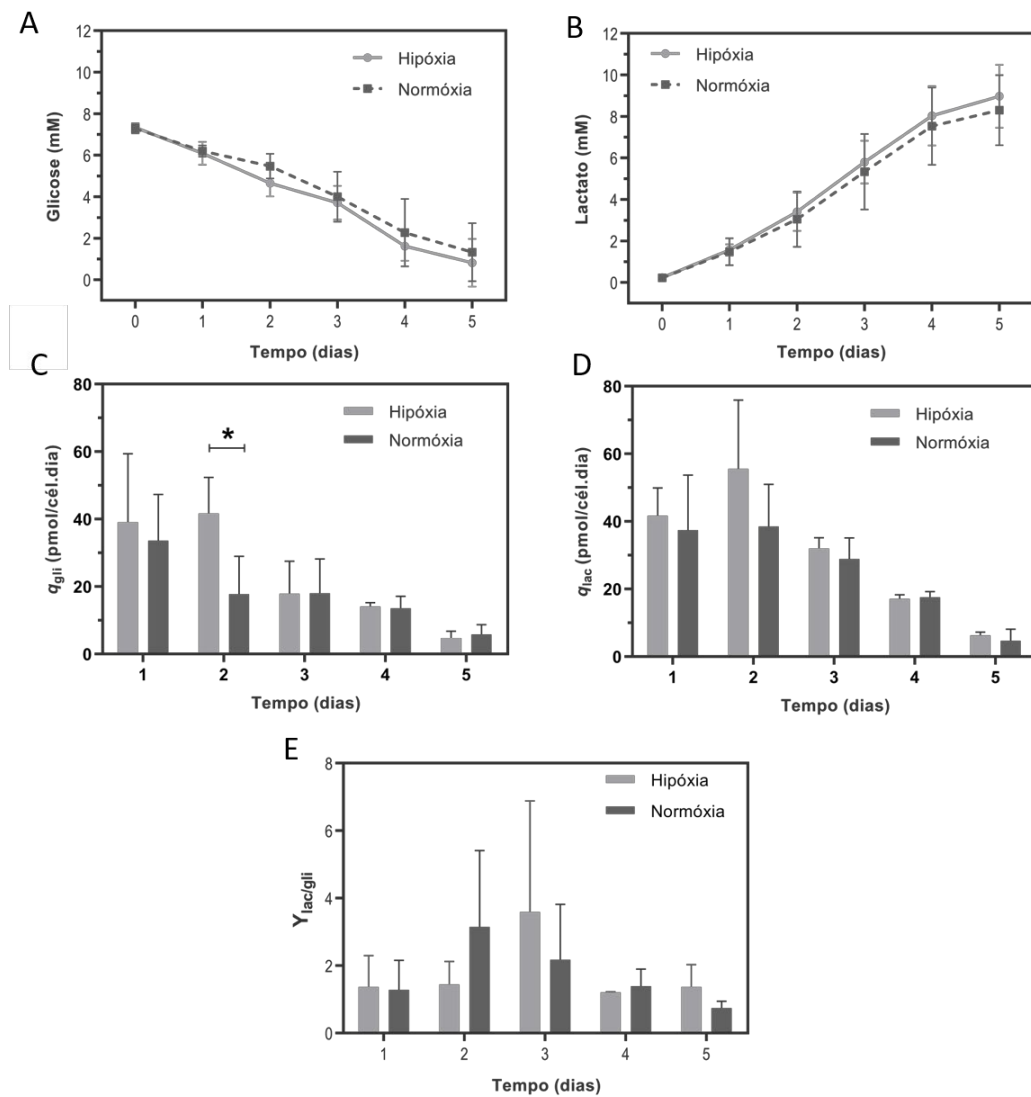 A
12
10
8
6
4
2
0
Glicose (mM)
Hipóxia
Normóxia
0 1 2 3 4 5
Tempo (dias)
B
12
10
8
6
4
2
0
Lactato (mM)
Hipóxia
Normóxia
0 1 2 3 4 5
Tempo (dias)
C
80
60
40
20
0
qgli (pmol/cél.dia)
*
Hipóxia
Normóxia
1 2 3 4 5
Tempo (dias)
D
80
60
40
20
0
qlac (pmol/cél.dia)
Hipóxia
Normóxia
1 2 3 4 5
Tempo (dias)
E
8
6
4
2
0
Ylac/gli
Hipóxia
Normóxia
1 2 3 4 5
Tempo (dias)